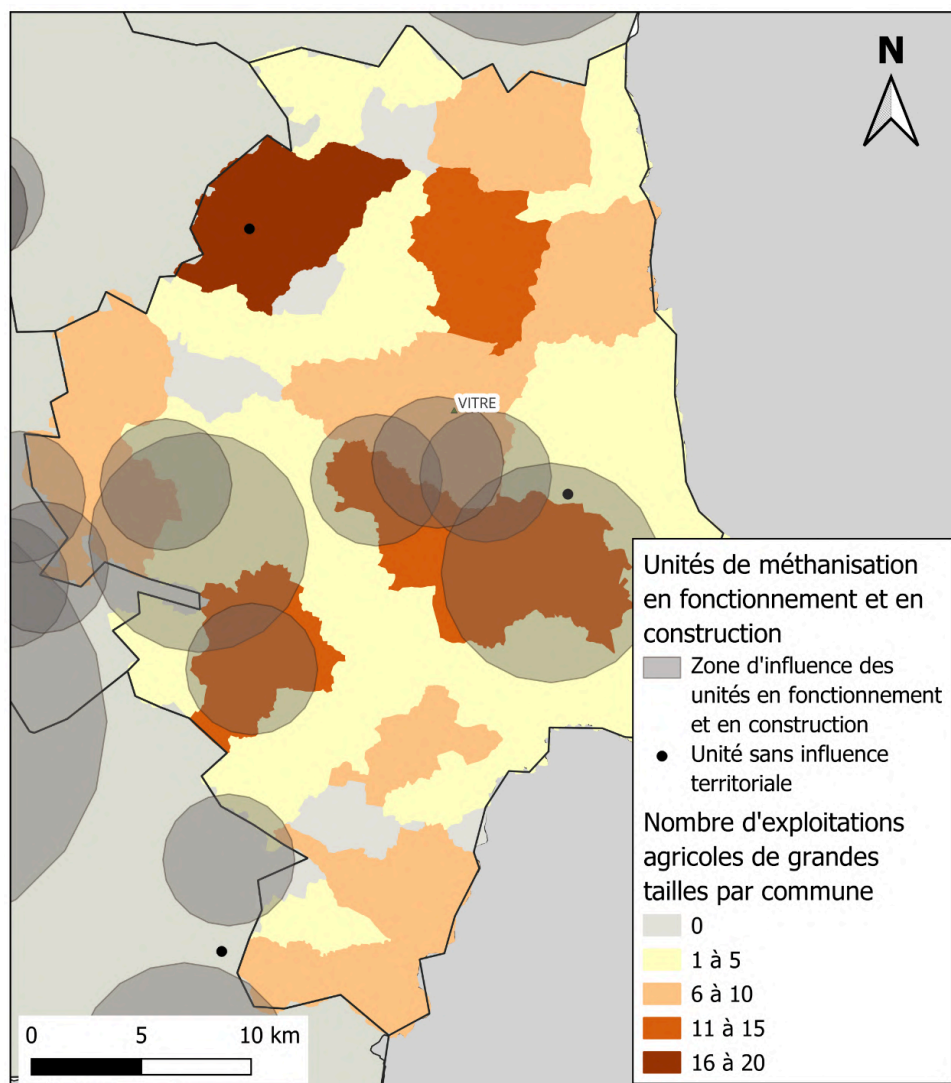 N
VITRE
Unités de méthanisation
en fonctionnement et en
construction
Zone d'influence des
unités en fonctionnement
et en construction
Unité sans influence
territoriale
Nombre d'exploitations
agricoles de grandes
tailles par commune
0
1 à 5
6 à 10
11 à 15
16 à 20
0 5 10 km